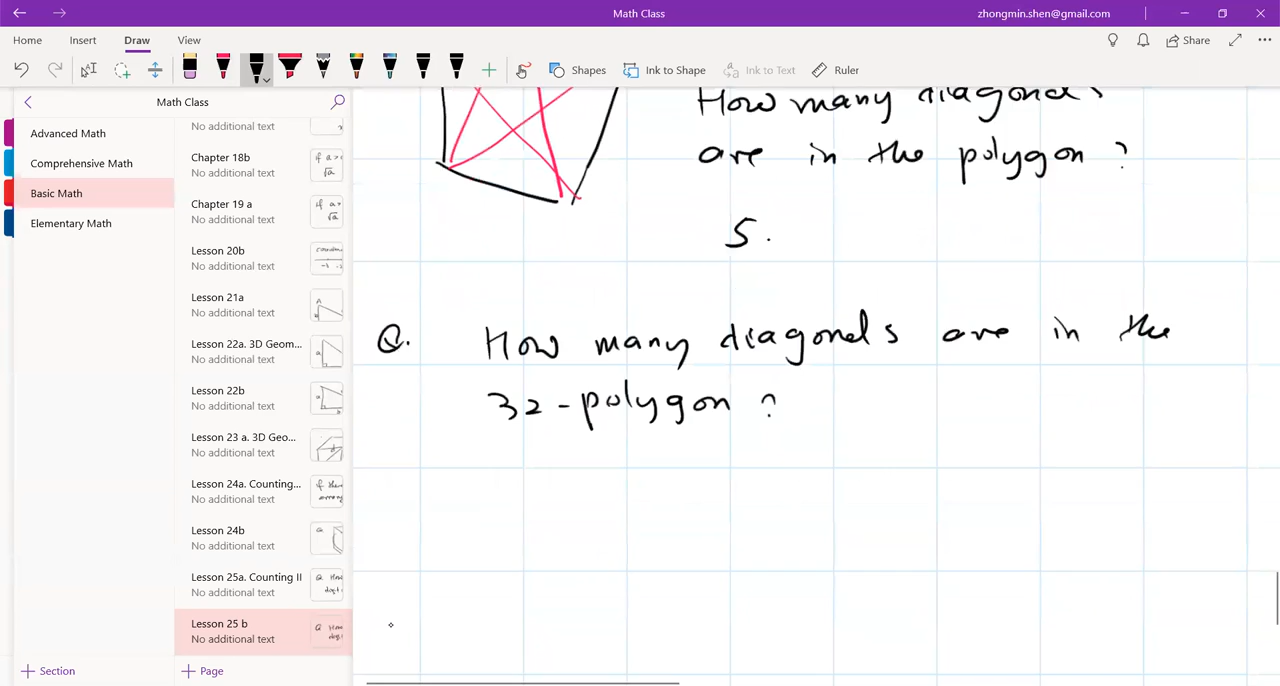 Math Class
zhongmin.shen@gmail.com
Home Insert Draw View
Share
Shapes
Ink to Shape
Ink to Text
Ruler
Math Class
Advanced Math
Comprehensive Math
Basic Math
Elementary Math
No additional text
Chapter 18b
No additional text
Chapter 19 a
No additional text
Lesson 20b
No additional text
Lesson 21a
No additional text
Lesson 22a. 3D Geom...
No additional text
Lesson 22b
No additional text
Lesson 23 a. 3D Geo...
No additional text
Lesson 24a. Counting...
No additional text
Lesson 24b
No additional text
Lesson 25a. Counting II
No additional text
Lesson 25 b
No additional text
Section
Page
How many diagonals
are in the polygon ?
5.
Q. How many diagonals are in the
32-polygon ?